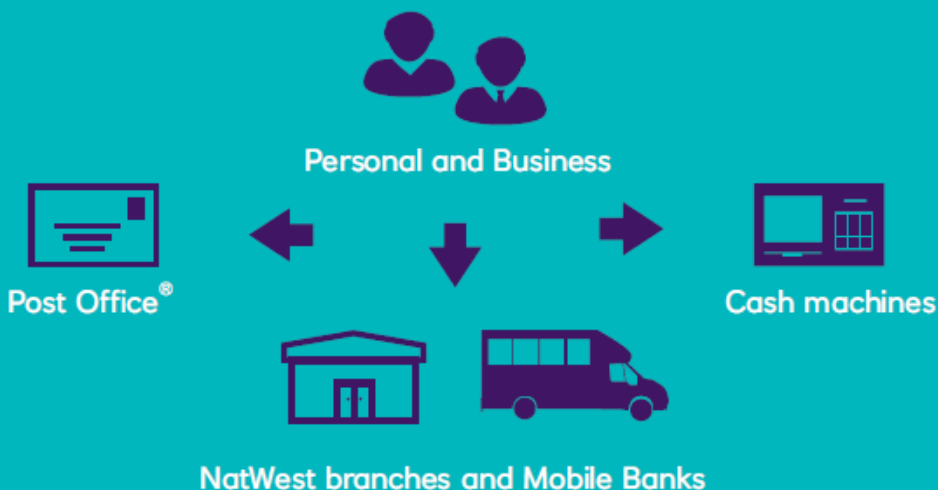 Personal and Business
Post Office®
Cash machines
NatWest branches and Mobile Banks